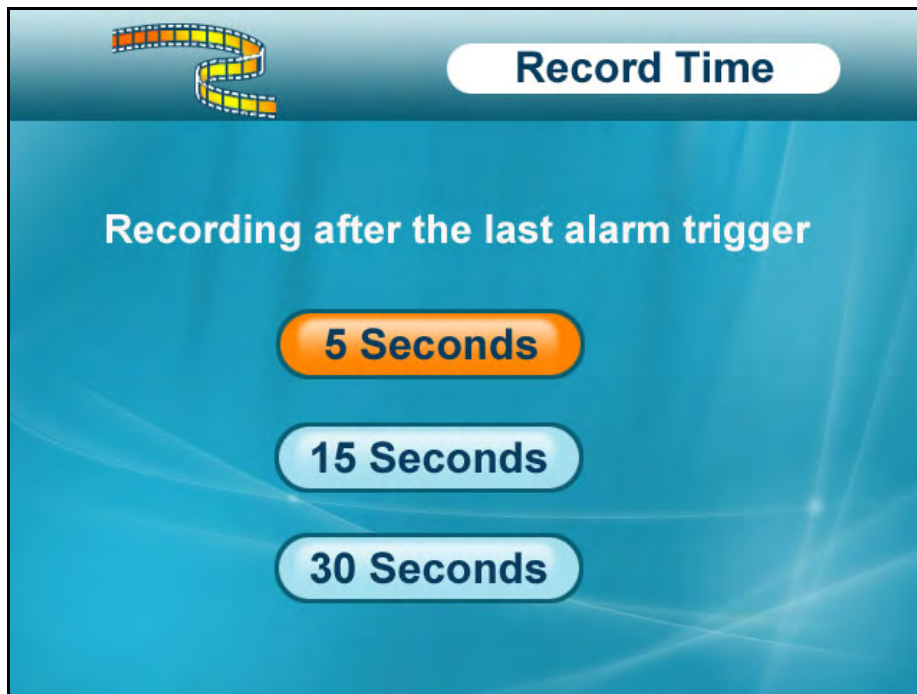 Record Time
Recording after the last alarm trigger
5 Seconds
15 Seconds
30 Seconds